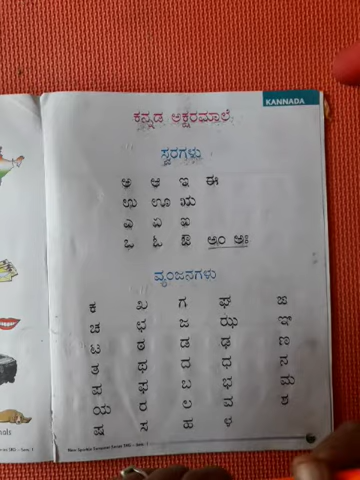 KANNADA
ಕನ್ನಡ ಅಕ್ಷರಮಾಲೆ
ಸ್ವರಗಳು
ಅ ಆ ಇ ಈ
ಉ ಊ ಋ
ಎ ಏ ಐ
ಒ ಓ ಔ ಅಂ ಅಃ
ವ್ಯಂಜನಗಳು
ಕ ಖ ಗ ಘ ಙ
ಚ ಛ ಜ ಝ ಞ
ಟ ಠ ಡ ಢ ಣ
ತ ಥ ದ ಧ ನ
ಪ ಫ ಬ ಭ ಮ
ಯ ರ ಲ ವ ಶ
ಷ ಸ ಹ ಳ